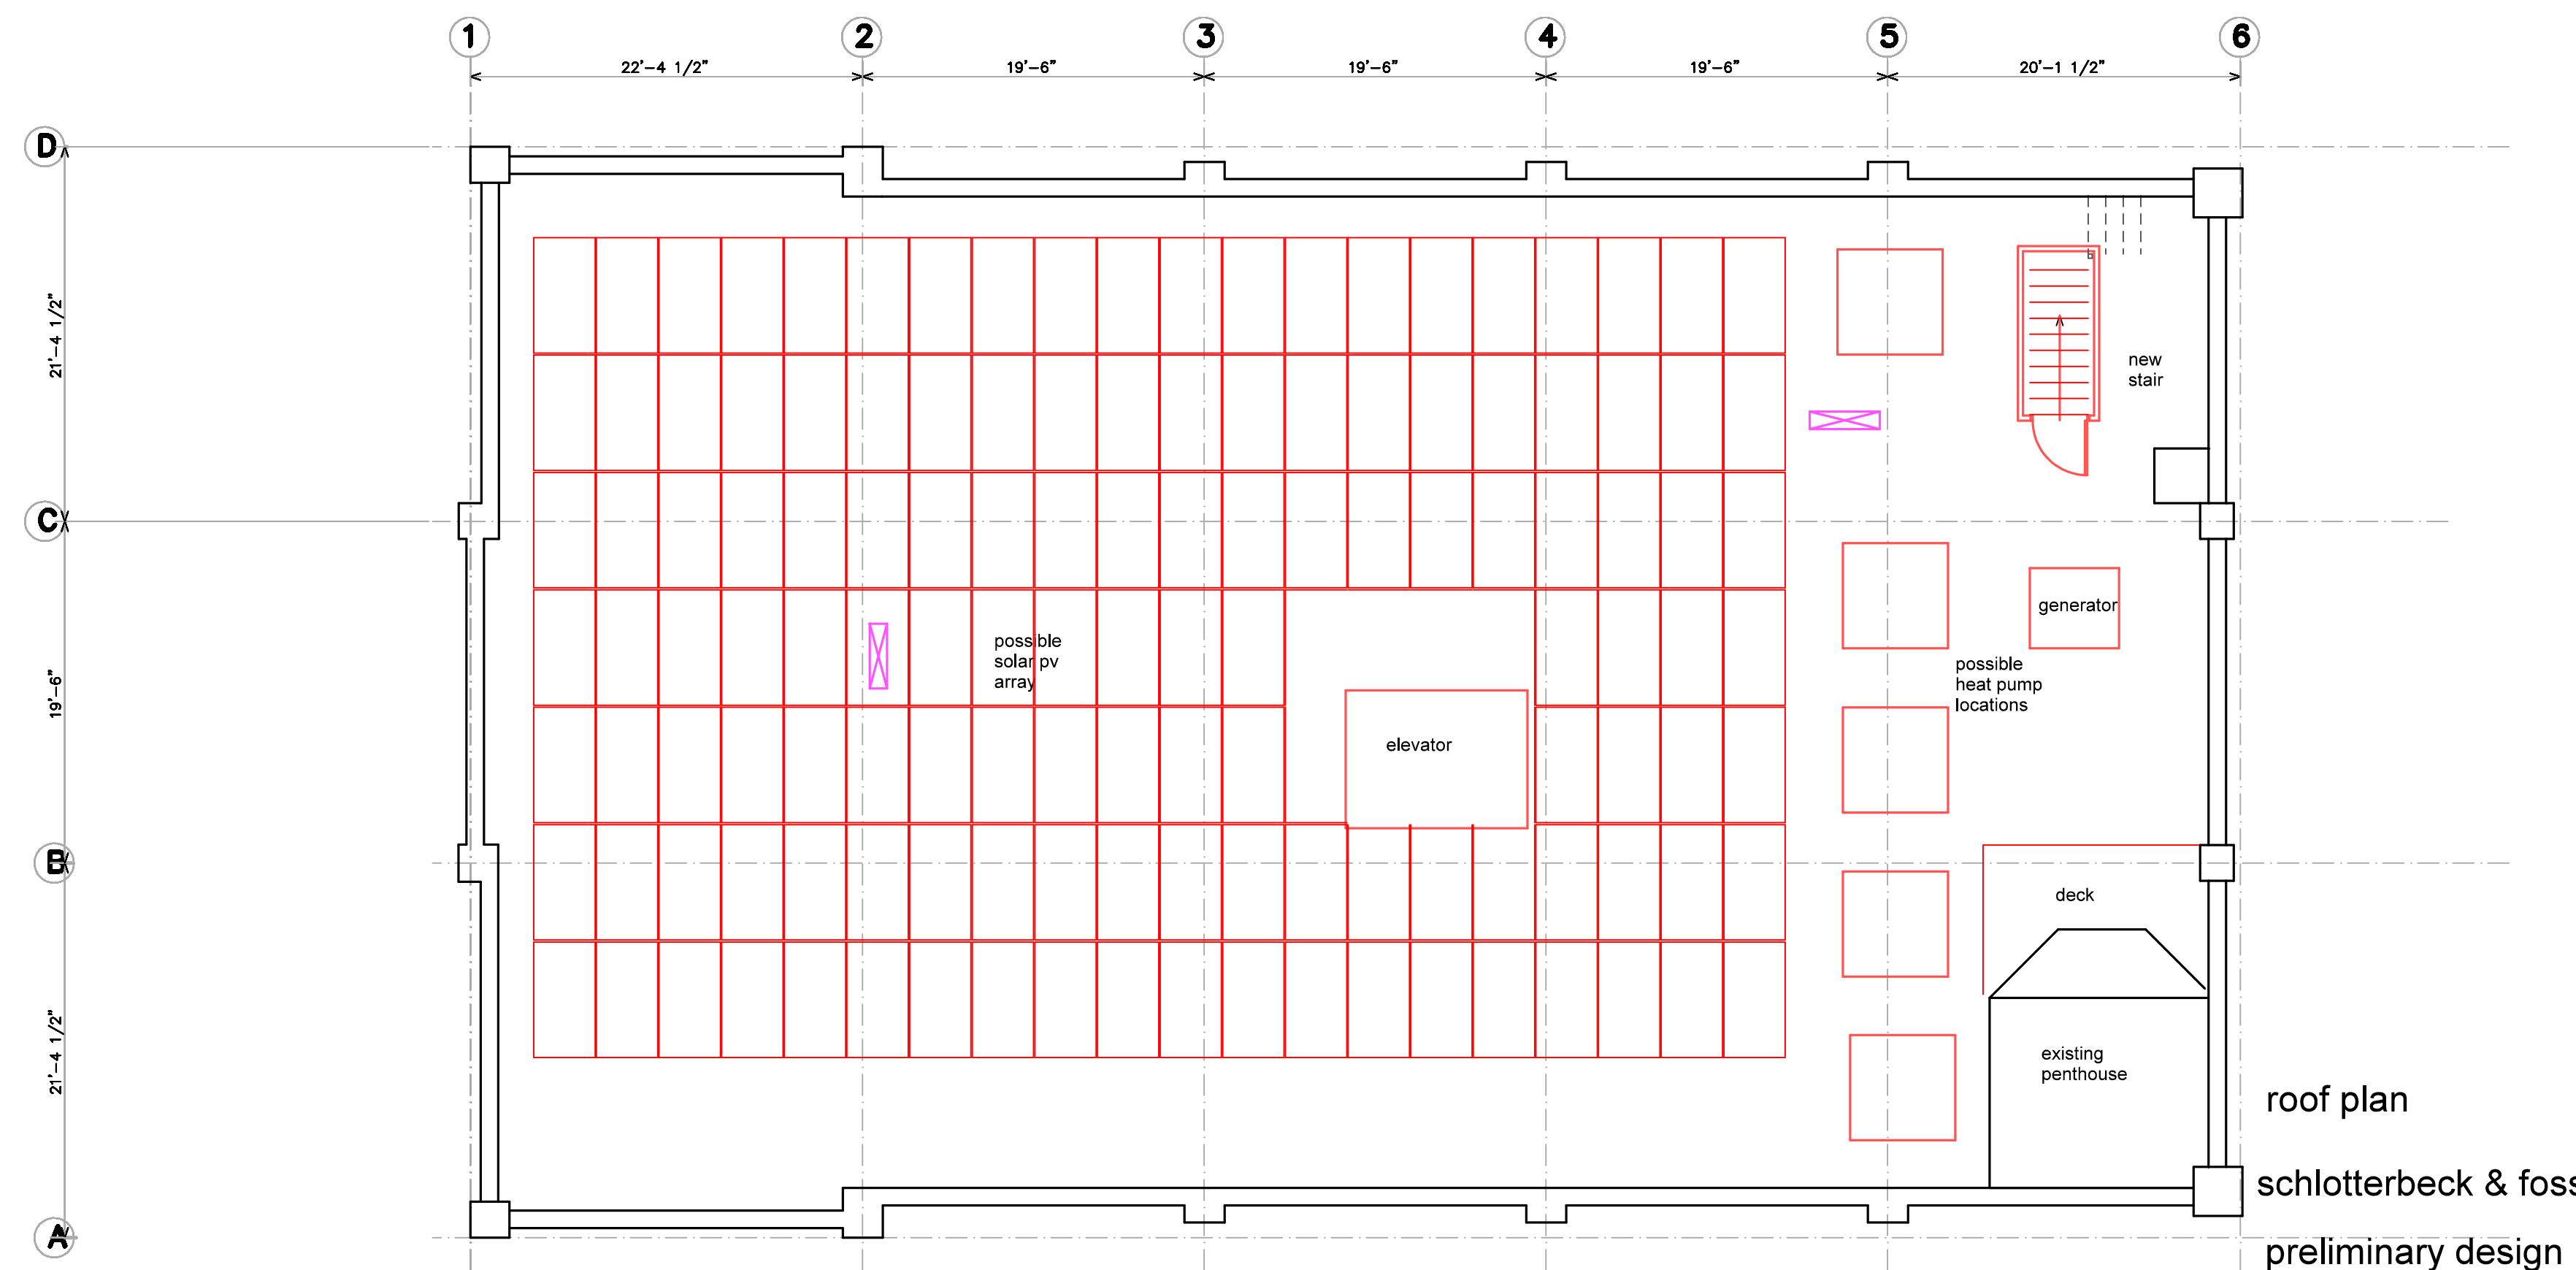 1 2 3 4 5 6
22'-4 1/2" 19'-6" 19'-6" 19'-6" 20'-1 1/2"
D
21'-4 1/2"
new
stair
C
generator
possible
solar pv
array
possible
heat pump
locations
19'-6"
elevator
B
deck
21'-4 1/2"
existing
penthouse
roof plan
schlotterbeck & foss
A
preliminary design